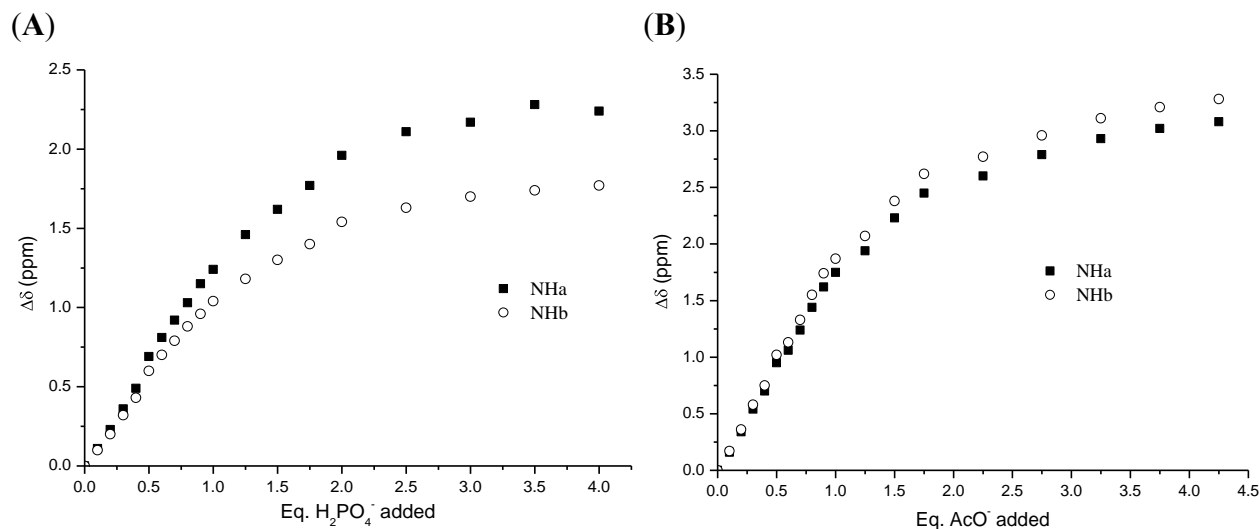 (A)
2.5
2.0
1.5
1.0
0.5
0.0
Δδ (ppm)
NHa
NHb
0.0 0.5 1.0 1.5 2.0 2.5 3.0 3.5 4.0
Eq. H₂PO₄⁻ added
(B)
3.5
3.0
2.5
2.0
1.5
1.0
0.5
0.0
Δδ (ppm)
NHa
NHb
0.0 0.5 1.0 1.5 2.0 2.5 3.0 3.5 4.0 4.5
Eq. AcO⁻ added